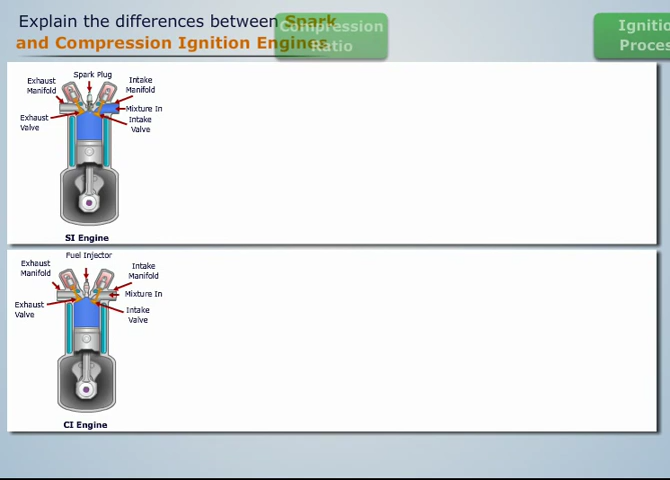 Explain the differences between Spark
and Compression Ignition Engines
Compression
Ratio
Ignitio
Proces
Exhaust
Manifold
Spark Plug
Intake
Manifold
Mixture In
Intake
Valve
Exhaust
Valve
SI Engine
Fuel Injector
Exhaust
Manifold
Intake
Manifold
Mixture In
Exhaust
Valve
Intake
Valve
CI Engine